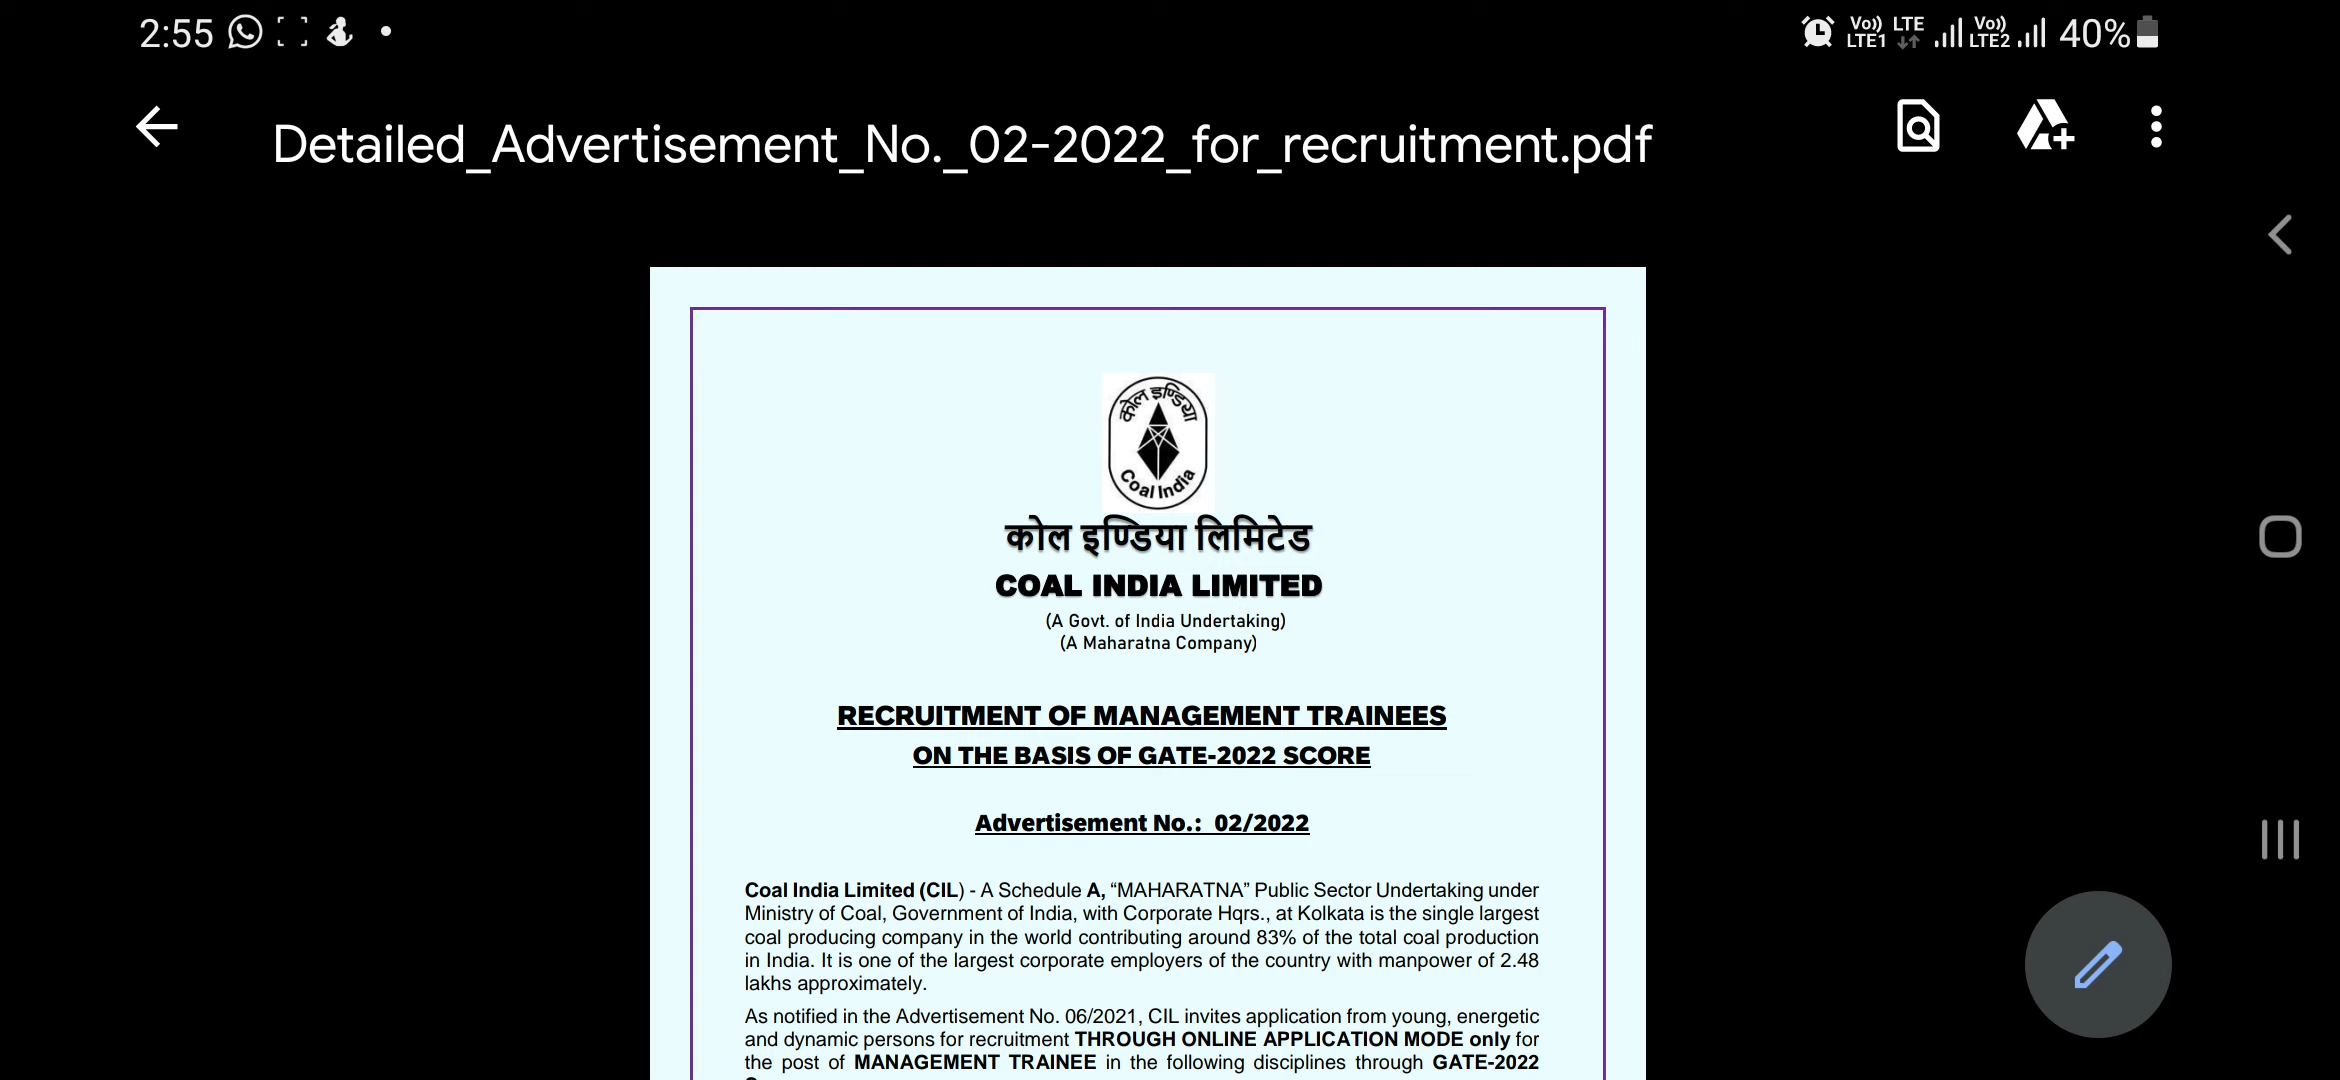 2:55
Vo)) LTE1 LTE Vo)) LTE2 40%
Detailed_Advertisement_No._02-2022_for_recruitment.pdf
कोल इण्डिया
Coal India
कोल इण्डिया लिमिटेड
COAL INDIA LIMITED
(A Govt. of India Undertaking)
(A Maharatna Company)
RECRUITMENT OF MANAGEMENT TRAINEES
ON THE BASIS OF GATE-2022 SCORE
Advertisement No.: 02/2022
Coal India Limited (CIL) - A Schedule A, “MAHARATNA” Public Sector Undertaking under
Ministry of Coal, Government of India, with Corporate Hqrs., at Kolkata is the single largest
coal producing company in the world contributing around 83% of the total coal production
in India. It is one of the largest corporate employers of the country with manpower of 2.48
lakhs approximately.
As notified in the Advertisement No. 06/2021, CIL invites application from young, energetic
and dynamic persons for recruitment THROUGH ONLINE APPLICATION MODE only for
the post of MANAGEMENT TRAINEE in the following disciplines through GATE-2022